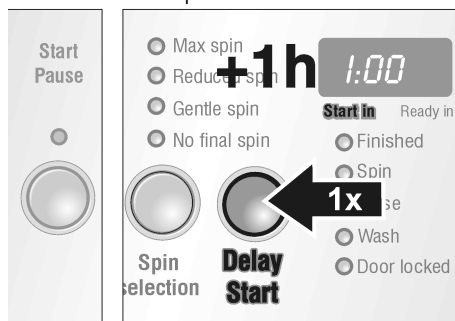 Start
Pause
Max spin
Reduced spin
Gentle spin
No final spin
+1h
1:00
Start in Ready in
Finished
Spin
1x
Wash
Door locked
Spin
selection
Delay
Start